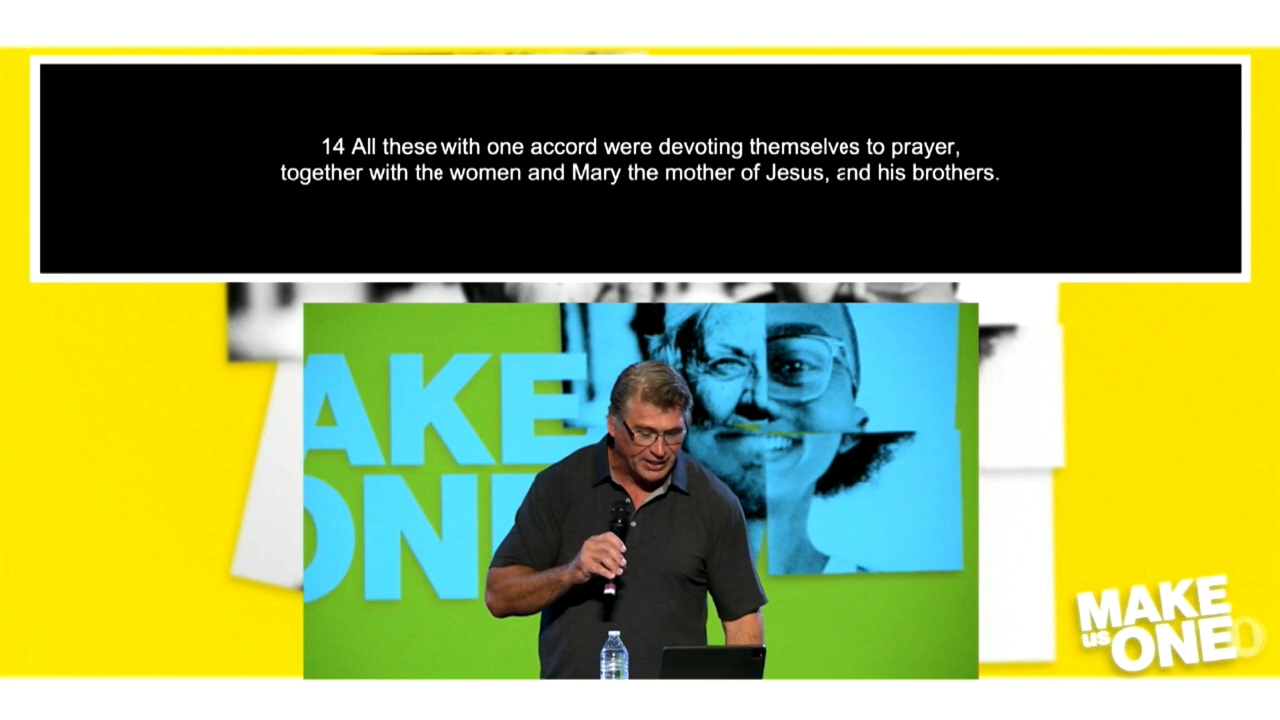 14 All these with one accord were devoting themselves to prayer,
together with the women and Mary the mother of Jesus, and his brothers.
AKE
ON
MAKE
us
ONE